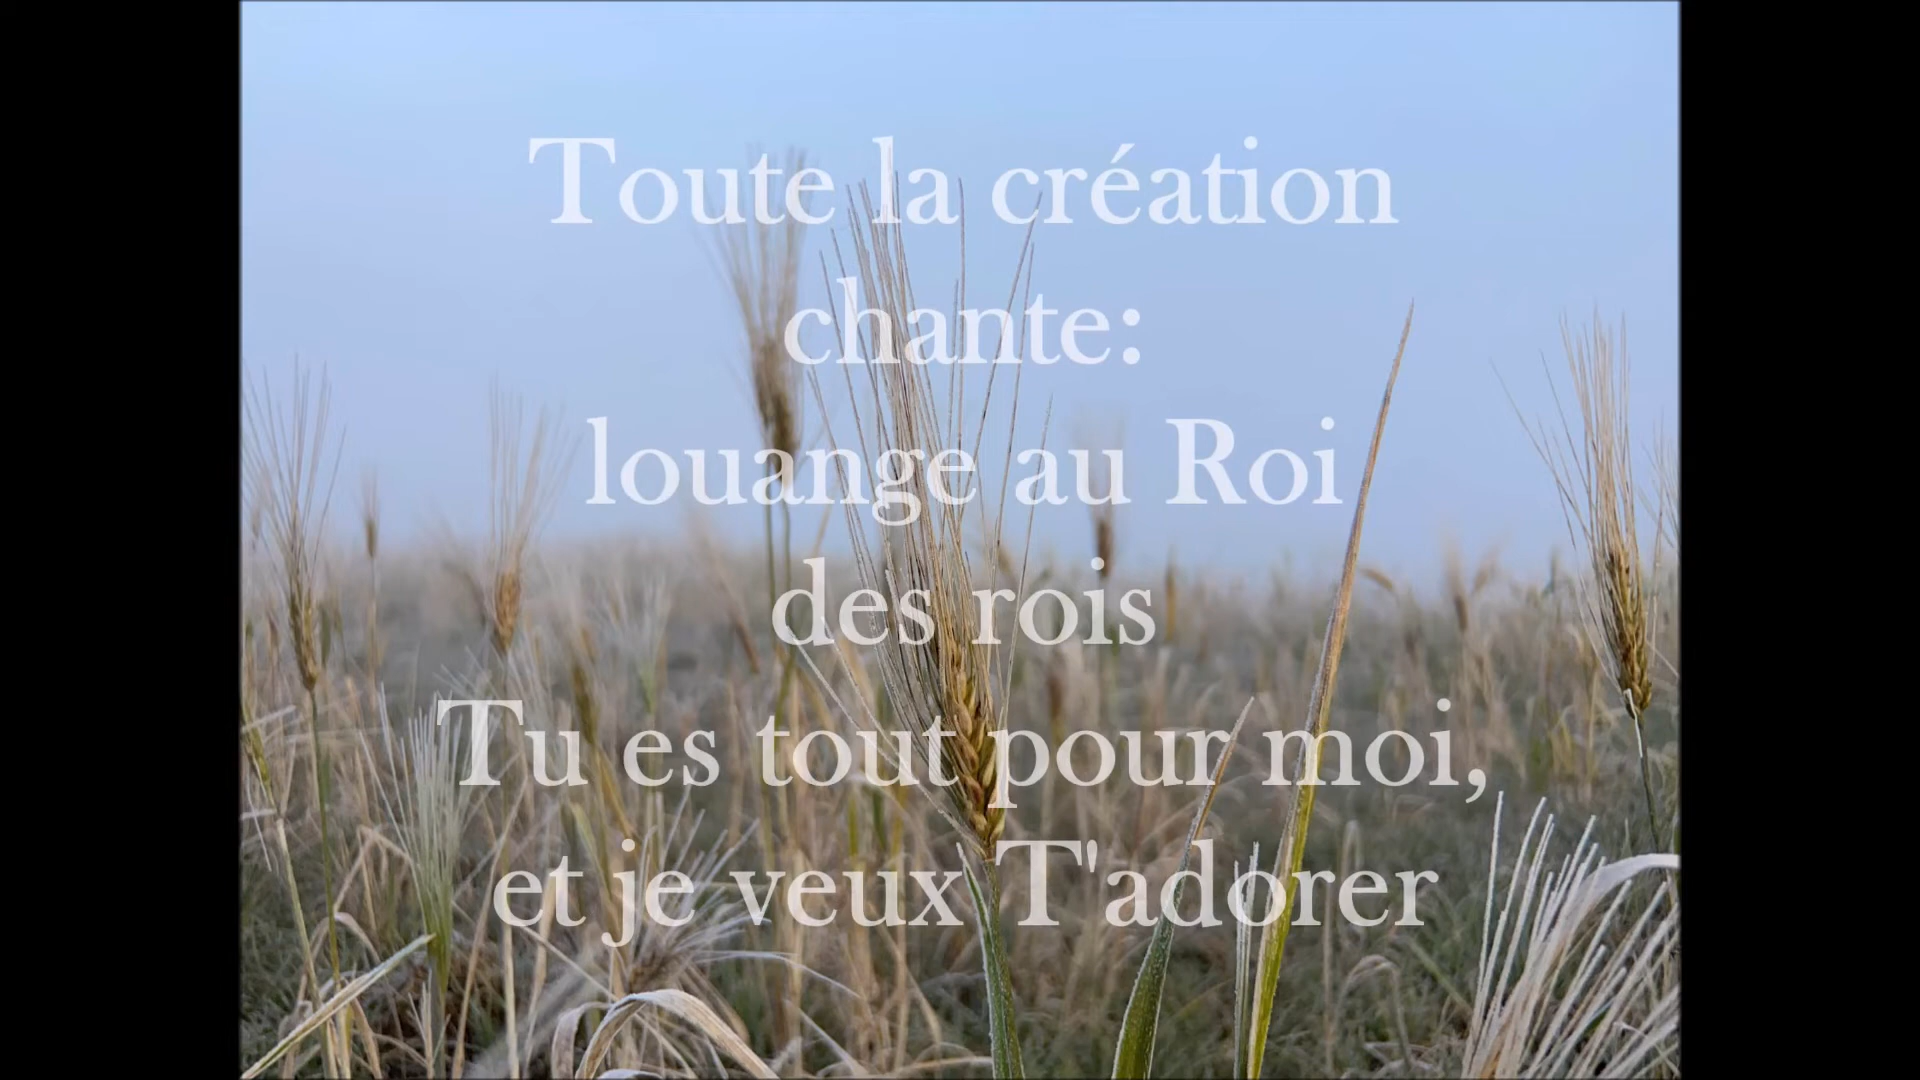 Toute la création
chante:
louange au Roi
des rois
Tu es tout pour moi,
et je veux T'adorer